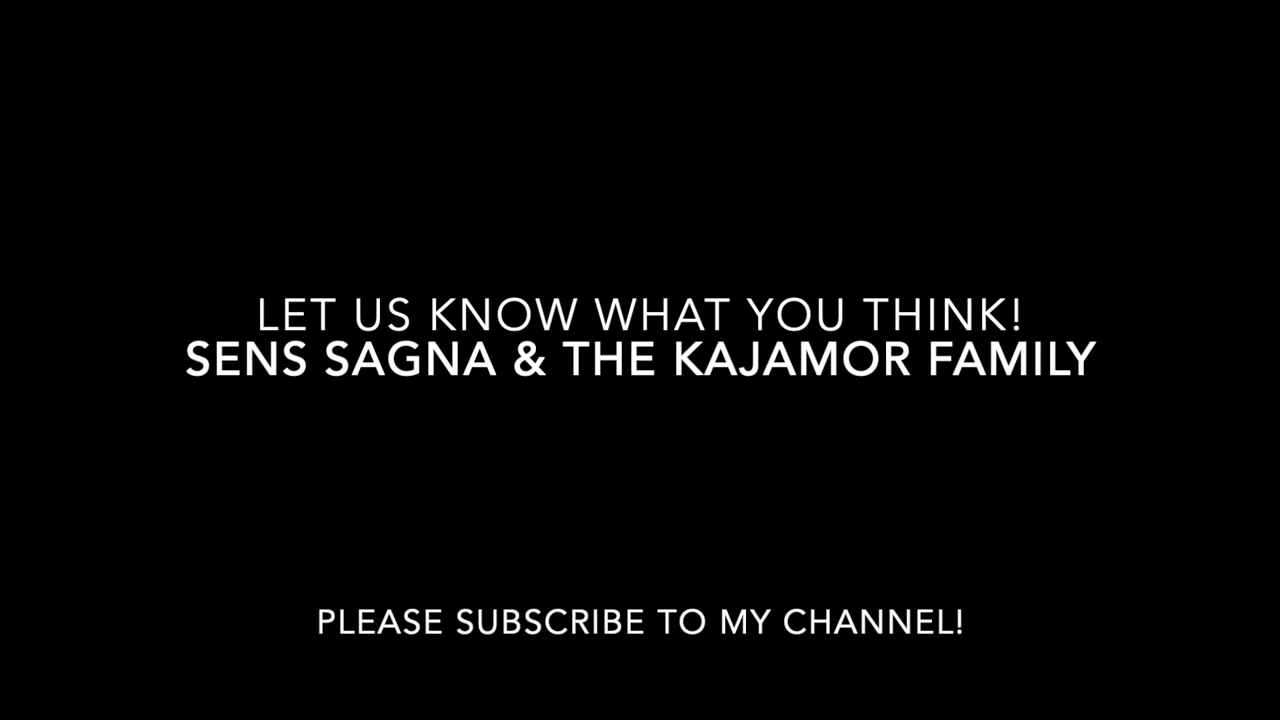 LET US KNOW WHAT YOU THINK!
SENS SAGNA & THE KAJAMOR FAMILY
PLEASE SUBSCRIBE TO MY CHANNEL!